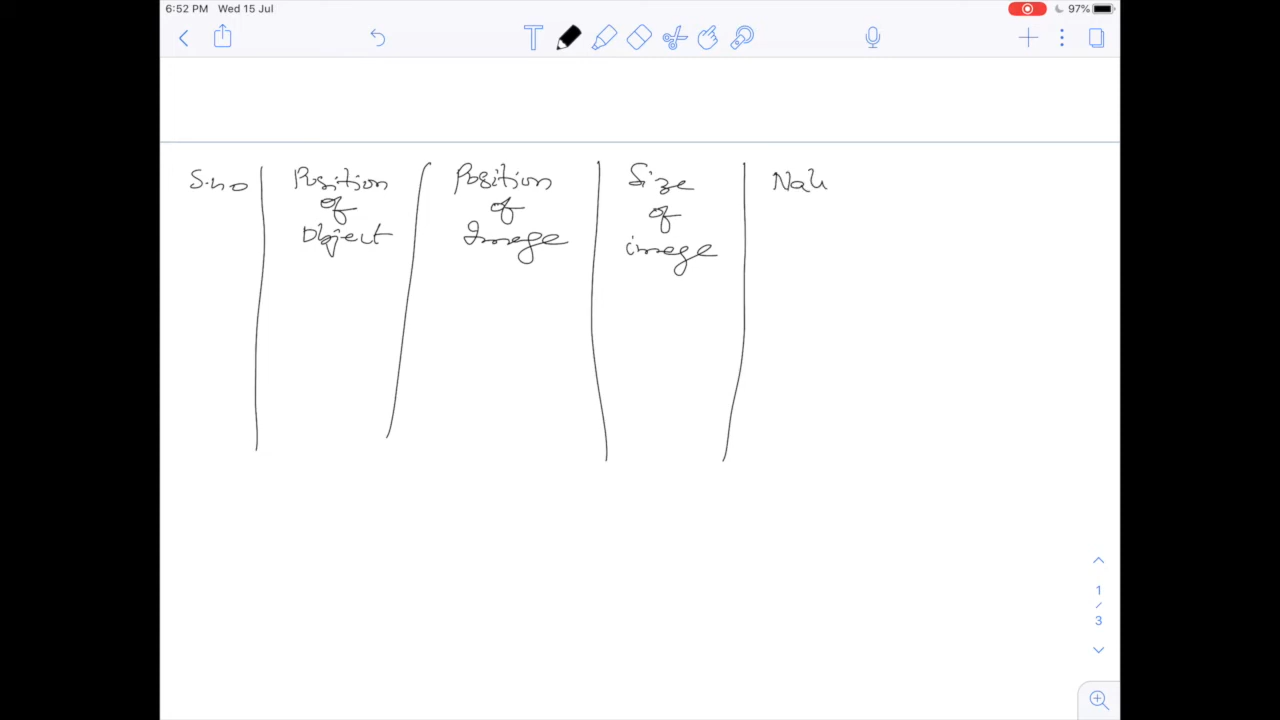 6:52 PM Wed 15 Jul
97%
T
S.no
Position
of
Object
Position
of
Image
Size
of
image
Natu
1
/
3